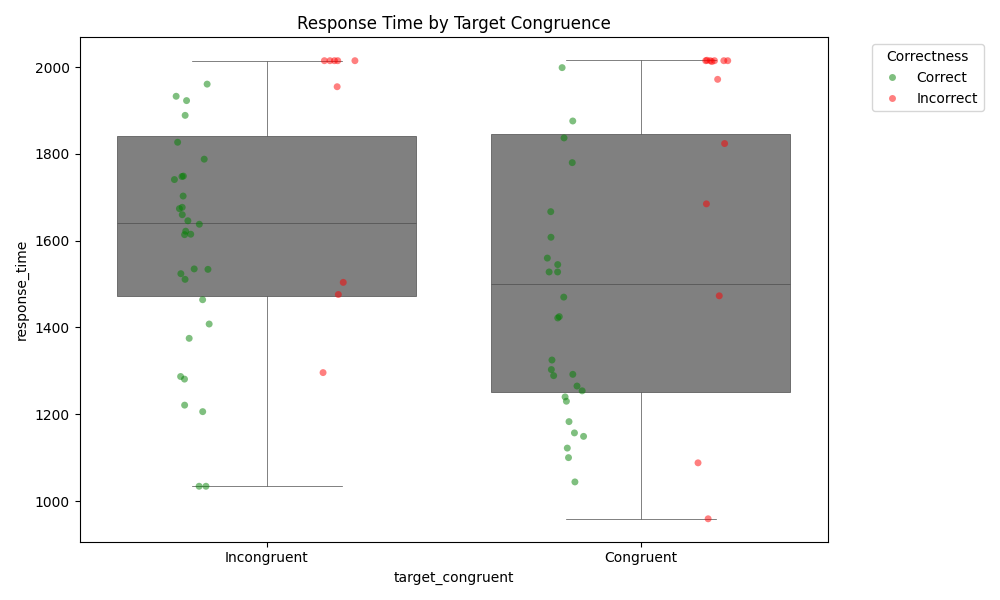 Response Time by Target Congruence
Correctness
Correct
Incorrect
2000
1800
1600
1400
1200
1000
response_time
Incongruent
Congruent
target_congruent